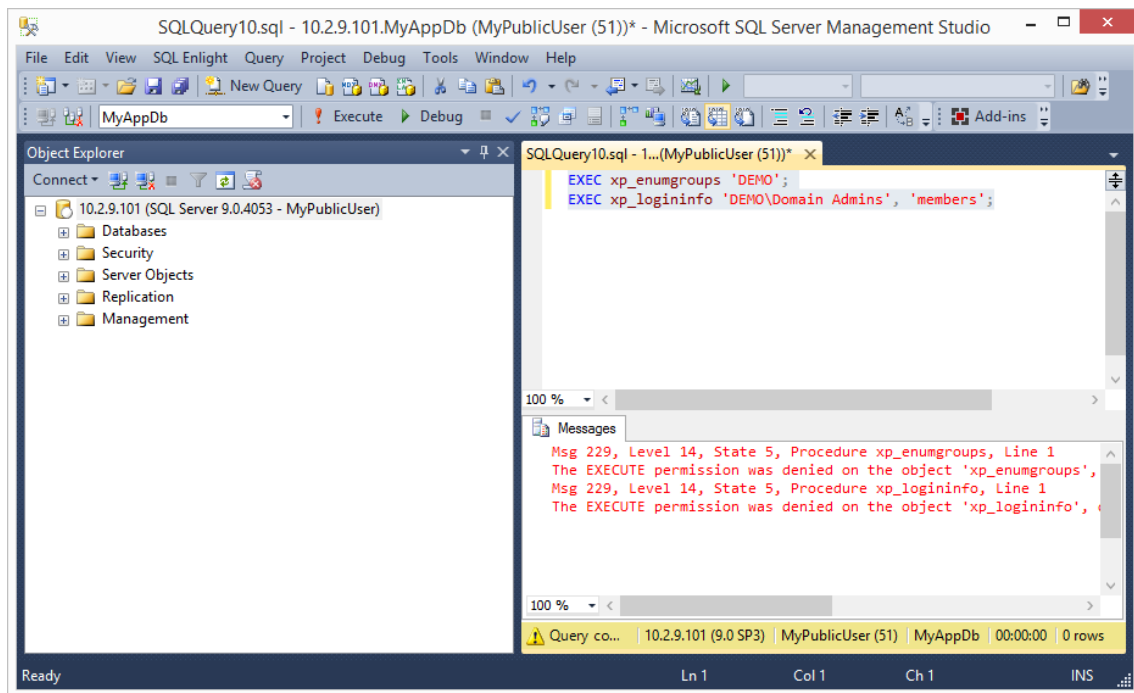 SQLQuery10.sql - 10.2.9.101.MyAppDb (MyPublicUser (51))* - Microsoft SQL Server Management Studio
File Edit View SQL Enlight Query Project Debug Tools Window Help
New Query
MyAppDb Execute Debug Add-ins
Object Explorer
Connect
10.2.9.101 (SQL Server 9.0.4053 - MyPublicUser)
Databases
Security
Server Objects
Replication
Management
SQLQuery10.sql - 1...(MyPublicUser (51))*
EXEC xp_enumgroups 'DEMO';
EXEC xp_logininfo 'DEMO\Domain Admins', 'members';
100 %
Messages
Msg 229, Level 14, State 5, Procedure xp_enumgroups, Line 1
The EXECUTE permission was denied on the object 'xp_enumgroups',
Msg 229, Level 14, State 5, Procedure xp_logininfo, Line 1
The EXECUTE permission was denied on the object 'xp_logininfo',
100 %
Query co... 10.2.9.101 (9.0 SP3) MyPublicUser (51) MyAppDb 00:00:00 0 rows
Ready Ln 1 Col 1 Ch 1 INS